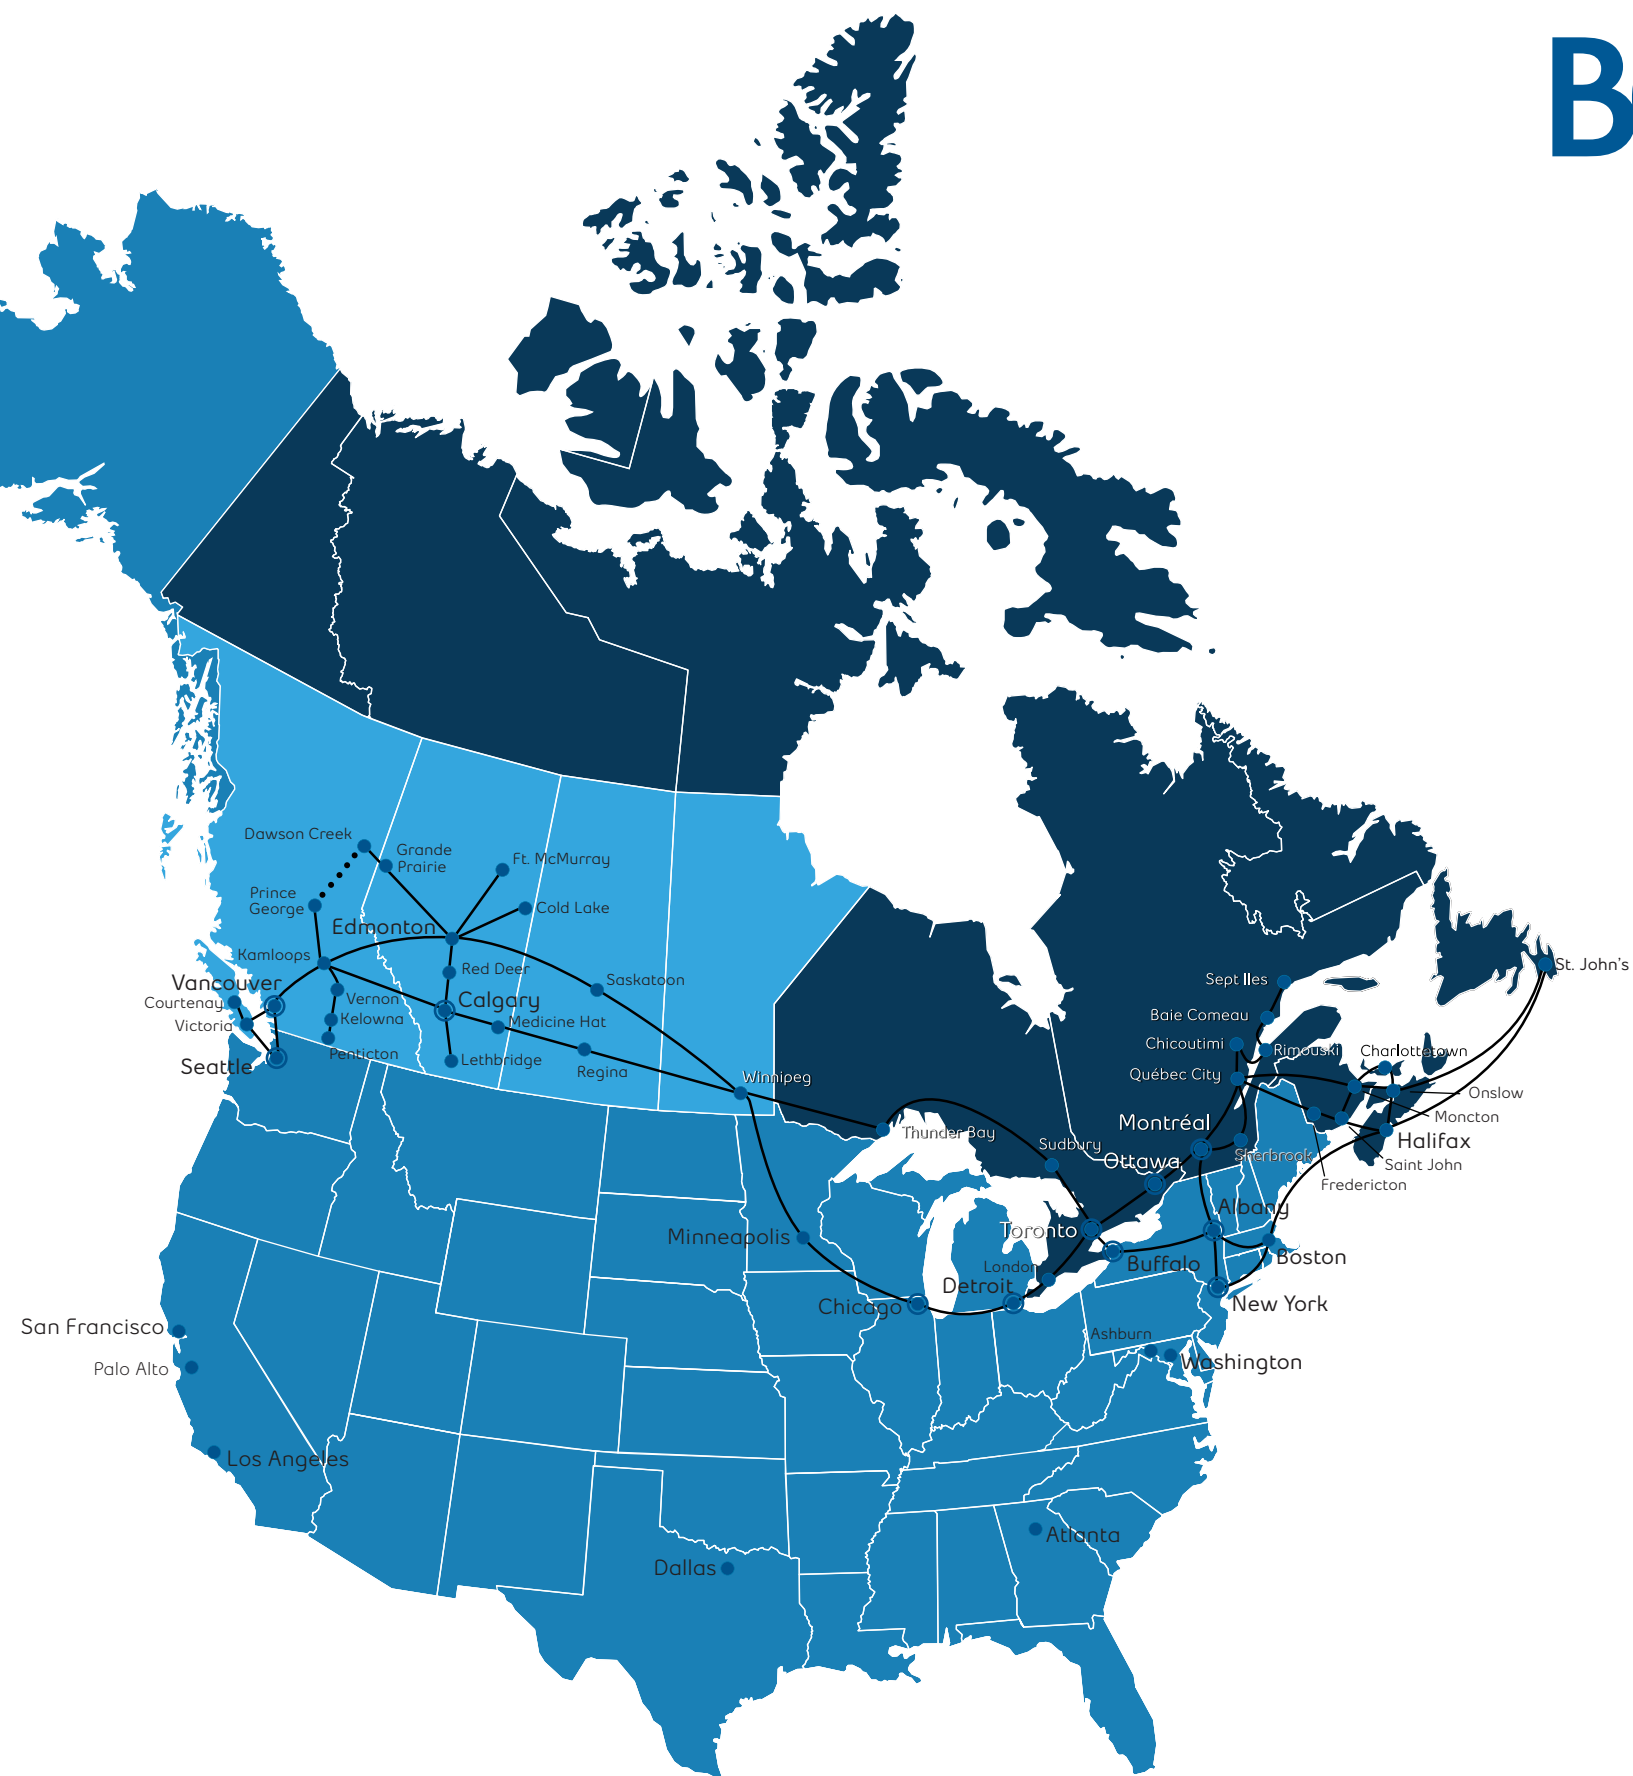 B
Dawson Creek
Grande
Prairie
Ft. McMurray
Prince
George
Cold Lake
Edmonton
Kamloops
Red Deer
Saskatoon
St. John's
Vancouver
Courtenay
Vernon
Calgary
Sept Iles
Victoria
Kelowna
Medicine Hat
Baie Comeau
Seattle
Penticton
Lethbridge
Regina
Winnipeg
Chicoutimi
Rimouski
Charlottetown
Québec City
Onslow
Moncton
Thunder Bay
Montréal
Halifax
Sudbury
Ottawa
Sherbrook
Saint John
Fredericton
Albany
Minneapolis
Toronto
Buffalo
Boston
London
Detroit
Chicago
New York
San Francisco
Ashburn
Washington
Palo Alto
Los Angeles
Atlanta
Dallas